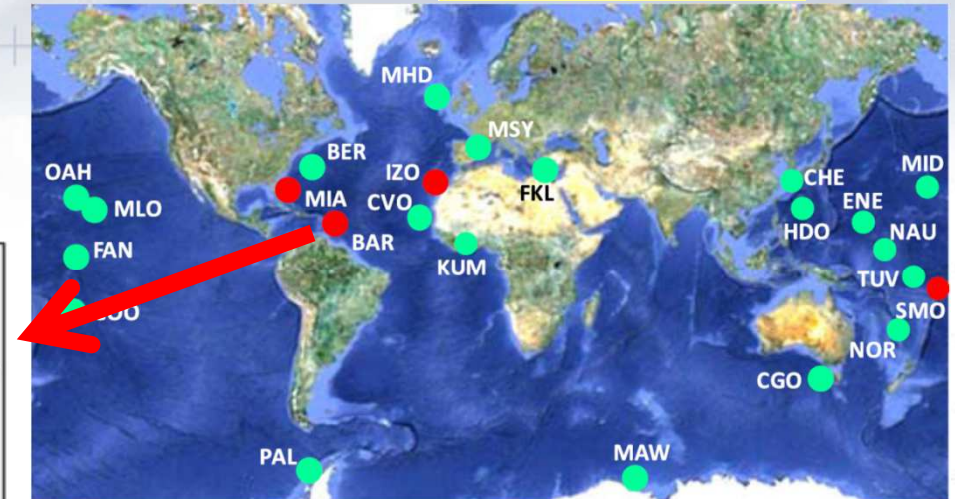 MHD
MSY
BER
OAH
IZO
FKL
CHE
MID
MLO
MIA
CVO
ENE
HDO
NAU
BAR
FAN
KUM
TUV
SMO
NOR
CGO
PAL
MAW